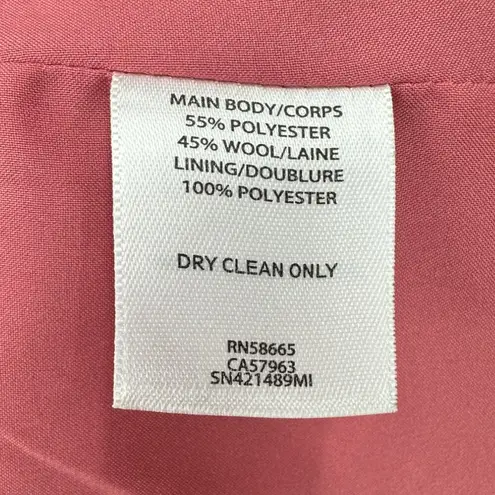 MAIN BODY/CORPS
55% POLYESTER
45% WOOL/LAINE
LINING/DOUBLURE
100% POLYESTER
DRY CLEAN ONLY
RN58665
CA57963
SN421489MI